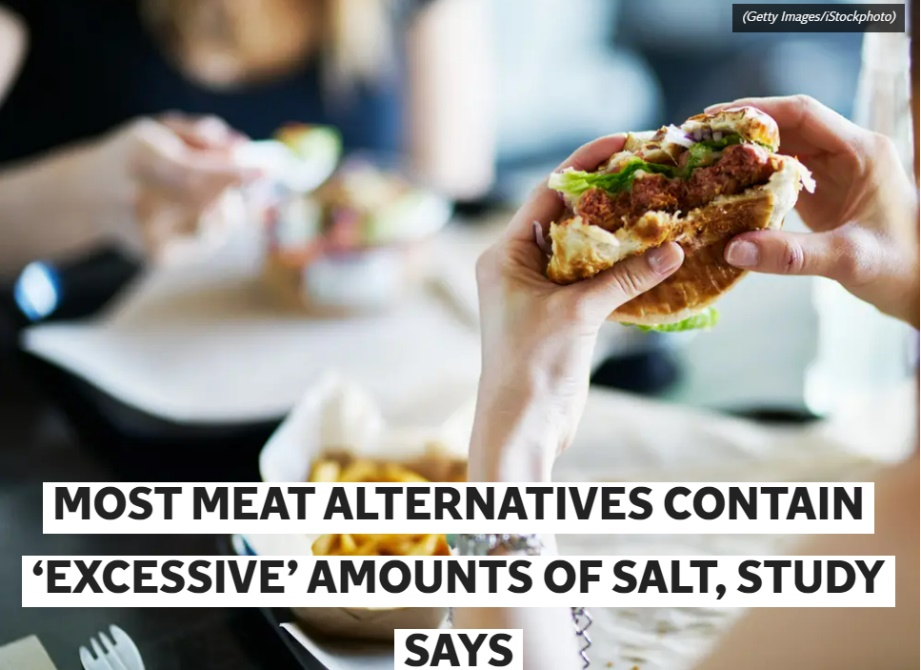 (Getty Images/iStockphoto)
MOST MEAT ALTERNATIVES CONTAIN
‘EXCESSIVE’ AMOUNTS OF SALT, STUDY
SAYS